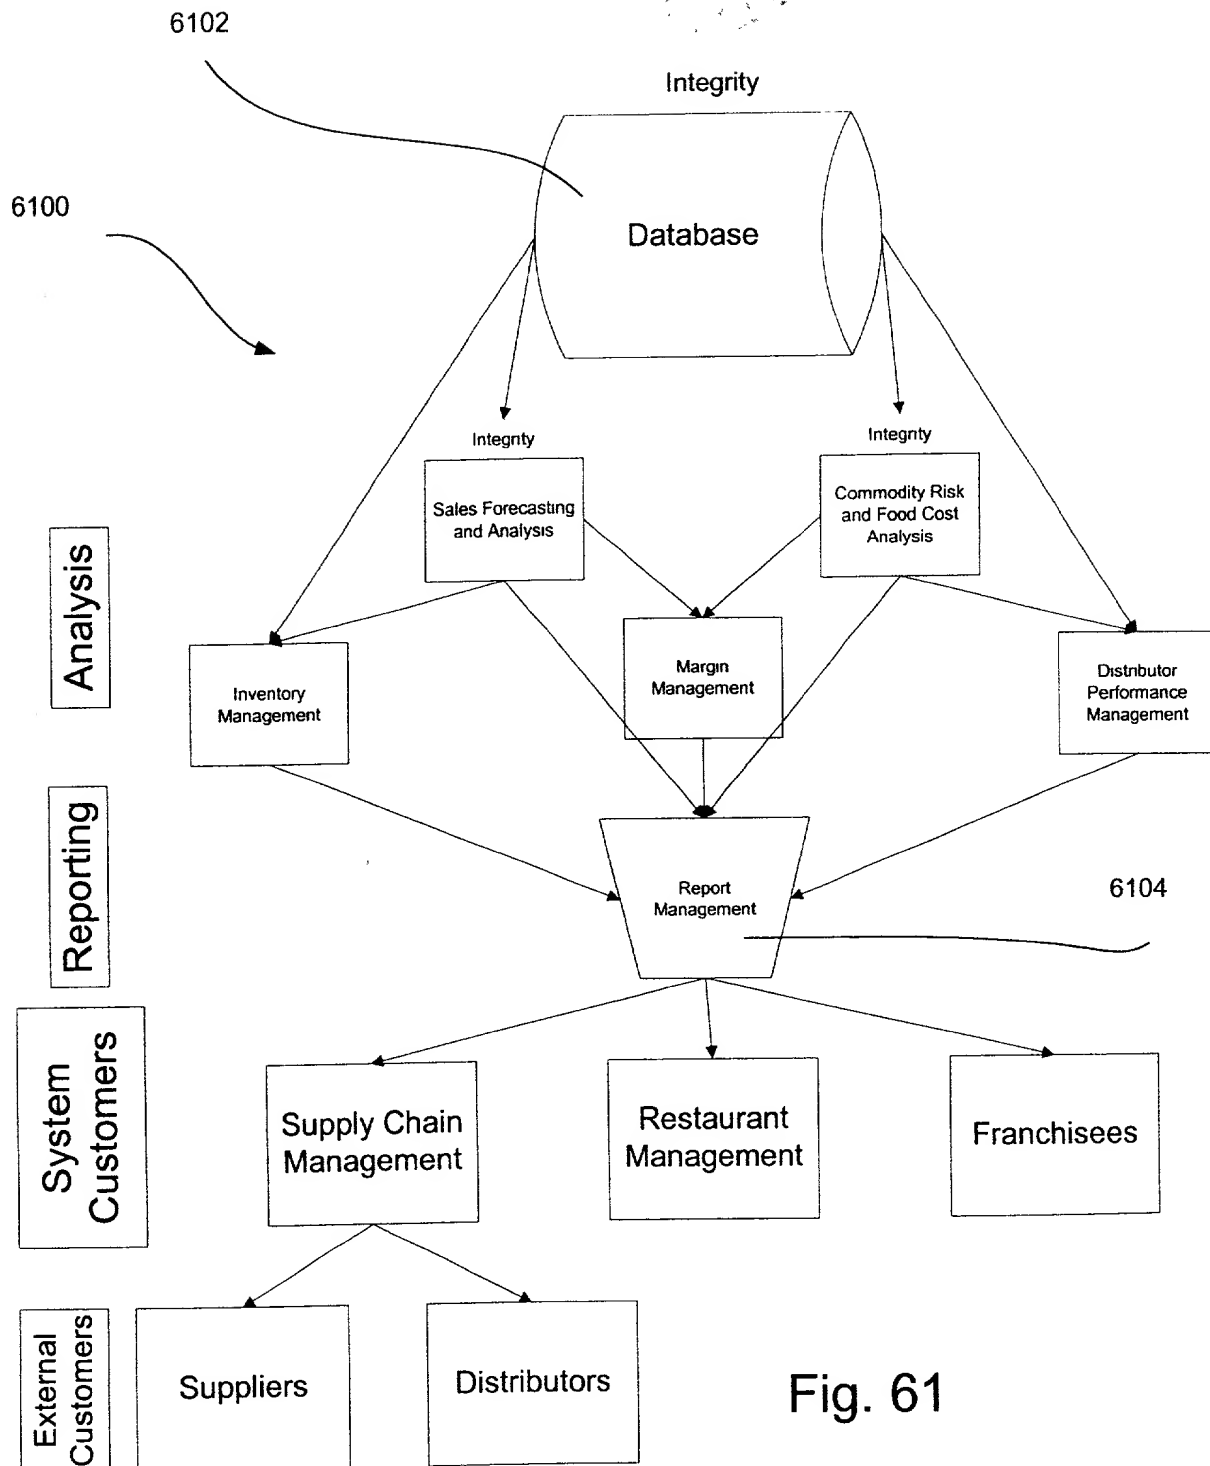 6102
Integrity
6100
Database
Integrity
Integrity
Sales Forecasting
and Analysis
Commodity Risk
and Food Cost
Analysis
Analysis
Inventory
Management
Margin
Management
Distributor
Performance
Management
Reporting
Report
Management
6104
System
Customers
Supply Chain
Management
Restaurant
Management
Franchisees
External
Customers
Suppliers
Distributors
Fig. 61